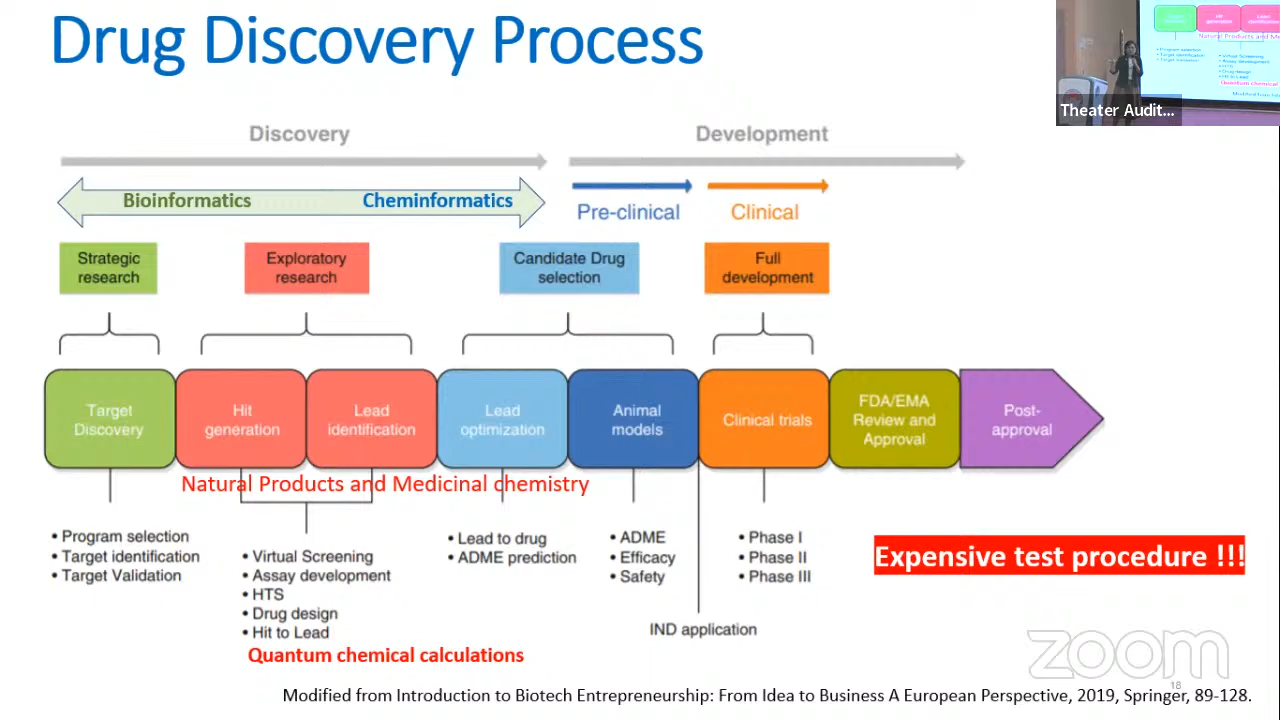 Drug Discovery Process
Theater Audit...
Discovery
Development
Bioinformatics
Cheminformatics
Pre-clinical
Clinical
Strategic
research
Exploratory
research
Candidate Drug
selection
Full
development
Target
Discovery
Hit
generation
Lead
identification
Lead
optimization
Animal
models
Clinical trials
FDA/EMA
Review and
Approval
Post-
approval
Natural Products and Medicinal chemistry
• Program selection
• Target identification
• Target Validation
• Virtual Screening
• Assay development
• HTS
• Drug design
• Hit to Lead
Quantum chemical calculations
• Lead to drug
• ADME prediction
• ADME
• Efficacy
• Safety
IND application
• Phase I
• Phase II
• Phase III
Expensive test procedure !!!
zoom
18
Modified from Introduction to Biotech Entrepreneurship: From Idea to Business A European Perspective, 2019, Springer, 89-128.